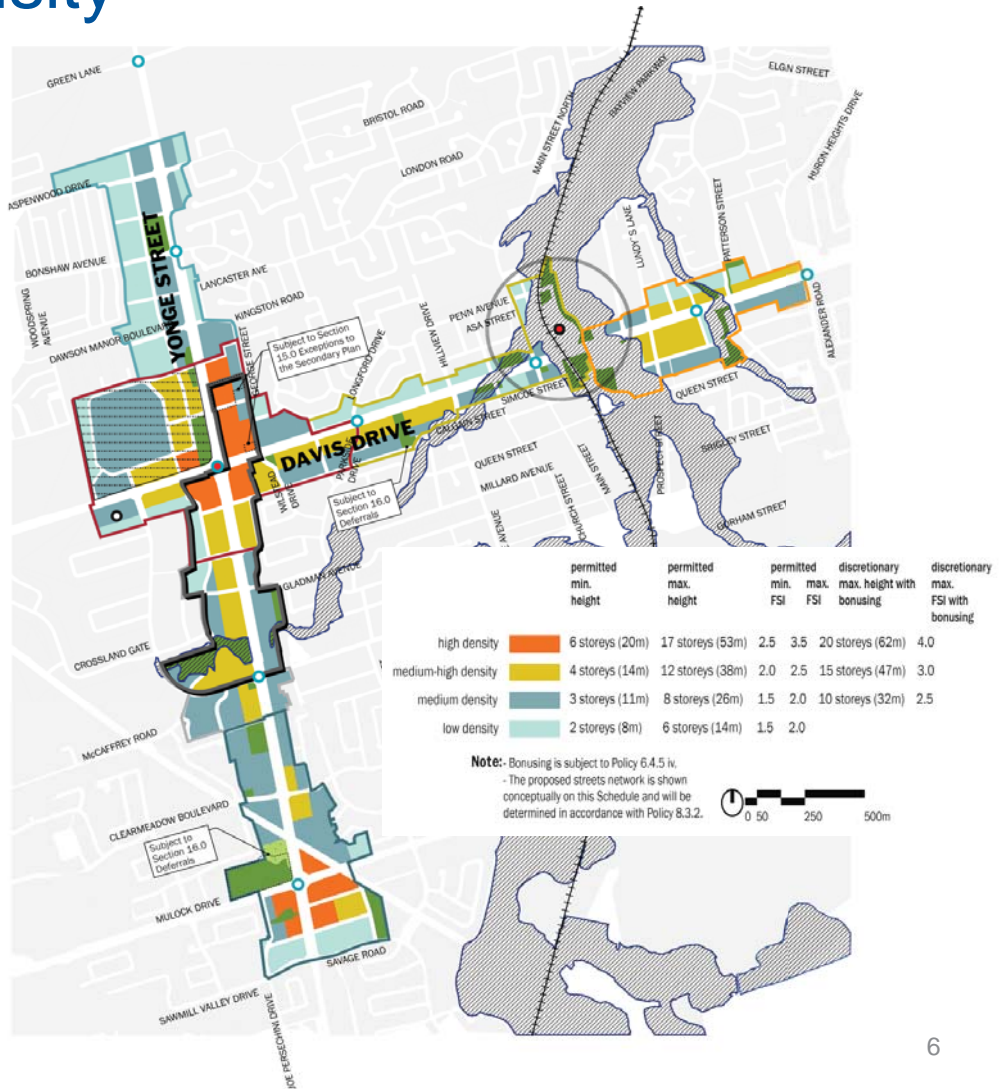 GREEN LANE
BRISTOL ROAD
LONDON ROAD
MAIN STREET NORTH
BAYVIEW PARKWAY
ELGIN STREET
HURON HEIGHTS DRIVE
ASPENWOOD DRIVE
YONGE STREET
BONSHAW AVENUE
WOODSPRING
AVENUE
LANCASTER AVE
KINGSTON ROAD
DAWSON MANOR BOULEVARD
GEORGE STREET
Subject to Section
15.0 Exceptions to
the Secondary Plan
LONGFORD DRIVE
HILLVIEW DRIVE
PENN AVENUE
ASA STREET
LUNDY'S LANE
PATTERSON STREET
ALEXANDER ROAD
SIMCOE STREET
QUEEN STREET
DAVIS DRIVE
PARKSIDE
DRIVE
CALGAIN STREET
QUEEN STREET
MILLARD AVENUE
CHURCH STREET
MAIN STREET
PROSPECT STREET
SRIGLEY STREET
GORHAM STREET
DRIVE
Subject to
Section 16.0
Deferrals
AVENUE
GLADMAN AVENUE
CROSSLAND GATE
McCAFFREY ROAD
CLEARMEADOW BOULEVARD
Subject to
Section 16.0
Deferrals
MULOCK DRIVE
SAVAGE ROAD
SAWMILL VALLEY DRIVE
permitted min. height permitted max. height permitted min. FSI max. FSI discretionary max. height with bonusing discretionary max. FSI with bonusing
high density 6 storeys (20m) 17 storeys (53m) 2.5 3.5 20 storeys (62m) 4.0
medium-high density 4 storeys (14m) 12 storeys (38m) 2.0 2.5 15 storeys (47m) 3.0
medium density 3 storeys (11m) 8 storeys (26m) 1.5 2.0 10 storeys (32m) 2.5
low density 2 storeys (8m) 6 storeys (14m) 1.5 2.0
Note:- Bonusing is subject to Policy 6.4.5 iv.
- The proposed streets network is shown
conceptually on this Schedule and will be
determined in accordance with Policy 8.3.2.
0 50 250 500m
6